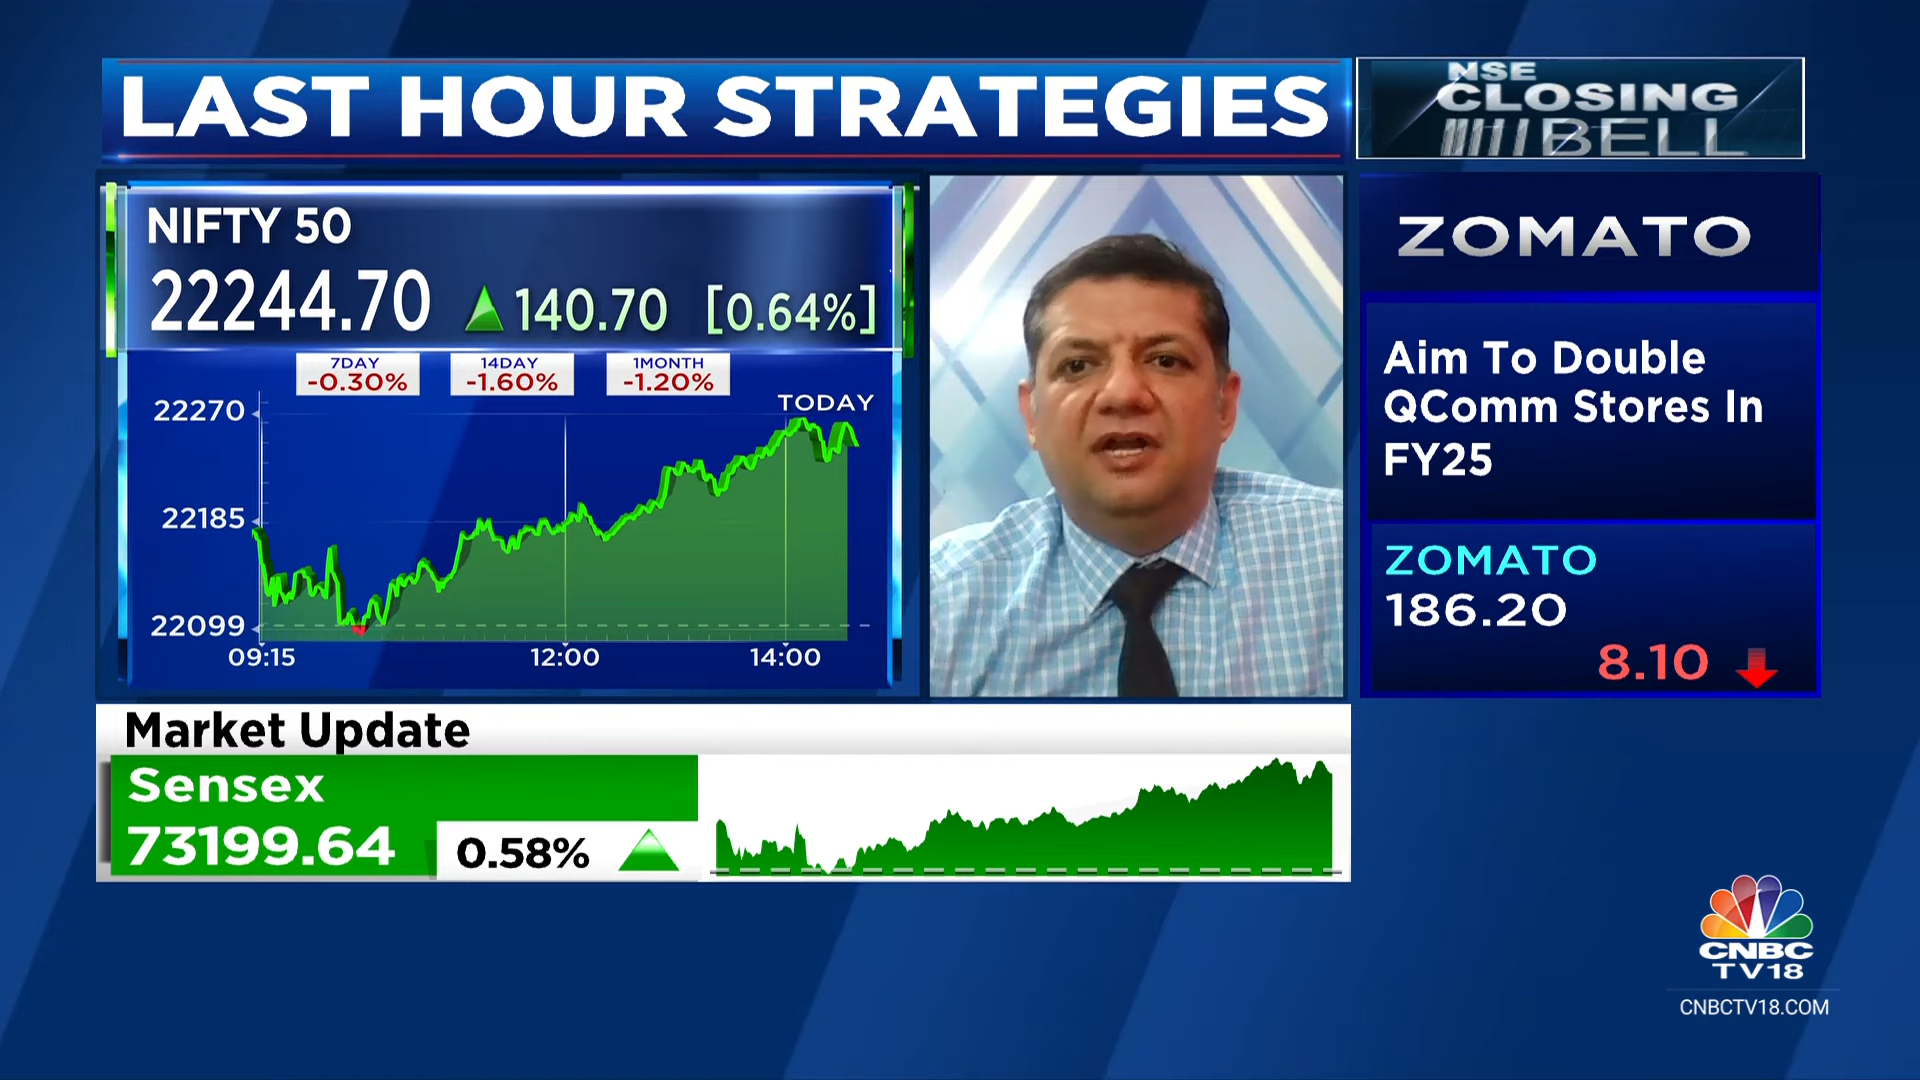 LAST HOUR STRATEGIES
NSE
CLOSING
BELL
NIFTY 50
22244.70 ▲ 140.70 [0.64%]
7DAY
-0.30%
14DAY
-1.60%
1MONTH
-1.20%
TODAY
22270
22185
22099
09:15 12:00 14:00
ZOMATO
Aim To Double
QComm Stores In
FY25
ZOMATO
186.20
8.10
Market Update
Sensex
73199.64 0.58%
CNBC
TV18
CNBCTV18.COM